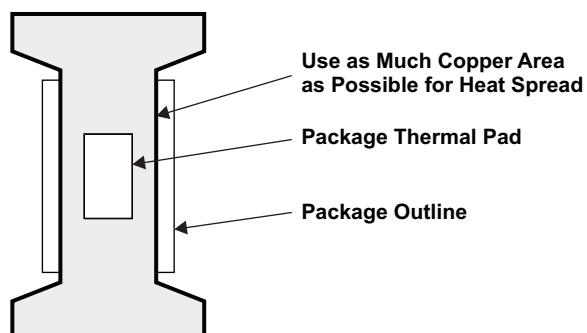 Use as Much Copper Area
as Possible for Heat Spread
Package Thermal Pad
Package Outline